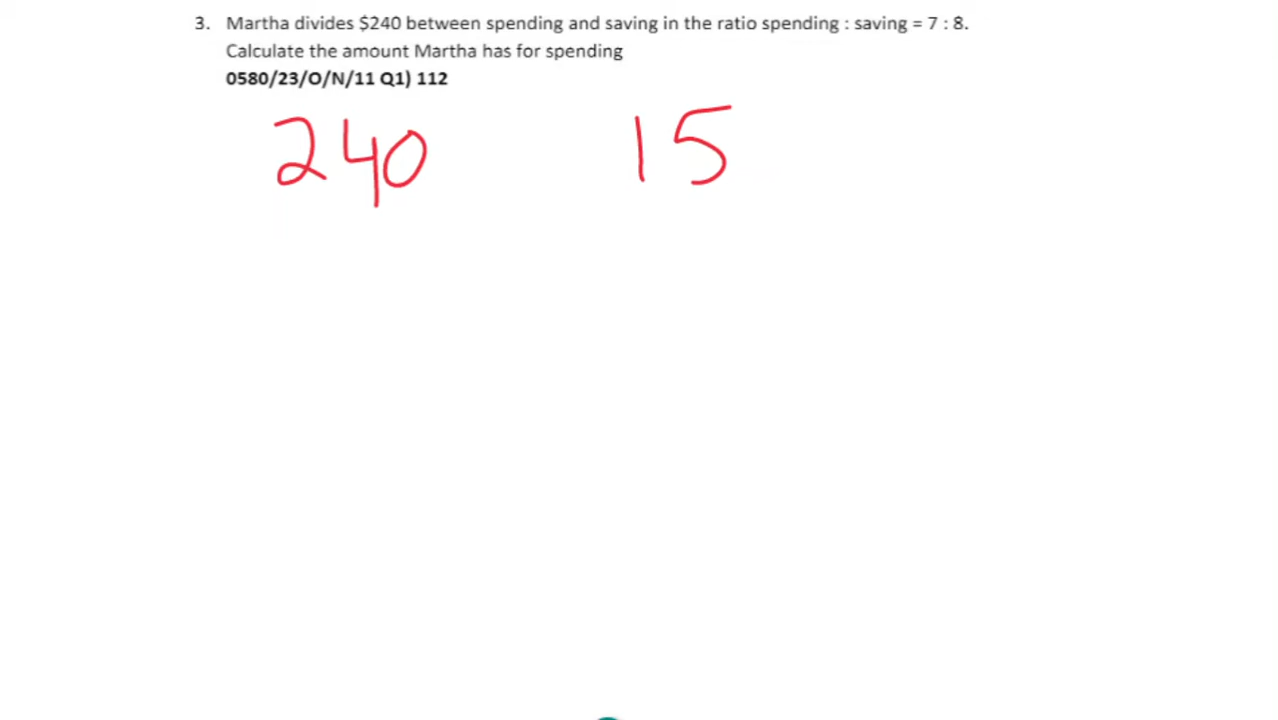 3. Martha divides $240 between spending and saving in the ratio spending : saving = 7 : 8.
Calculate the amount Martha has for spending
0580/23/O/N/11 Q1) 112
240 15